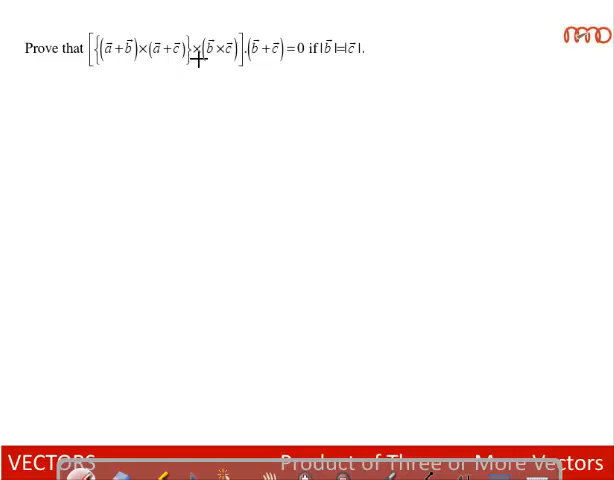 Prove that [{(a⃗ + b⃗) × (a⃗ + c⃗)} × (b⃗ × c⃗)] . (b⃗ + c⃗) = 0 if |b⃗|=|c⃗|.
VECTORS Product of Three or More Vectors